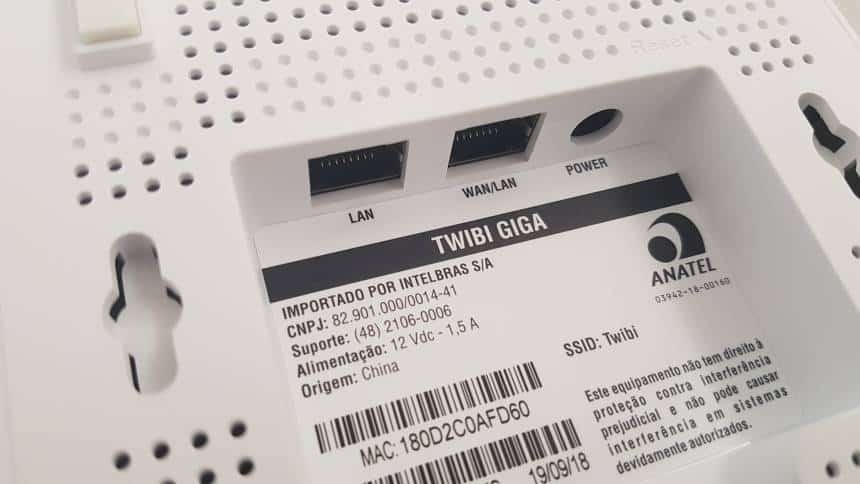 Reset
LAN
WAN/LAN
POWER
TWIBI GIGA
IMPORTADO POR INTELBRAS S/A
CNPJ: 82.901.000/0014-41
Suporte: (48) 2106-0006
Alimentação: 12 Vdc - 1,5 A
Origem: China
ANATEL
03942-18-00160
SSID: Twibi
MAC: 180D2C0AFD60
Este equipamento não tem direito à
proteção contra interferência
prejudicial e não pode causar
interferência em sistemas
devidamente autorizados.
19/09/18